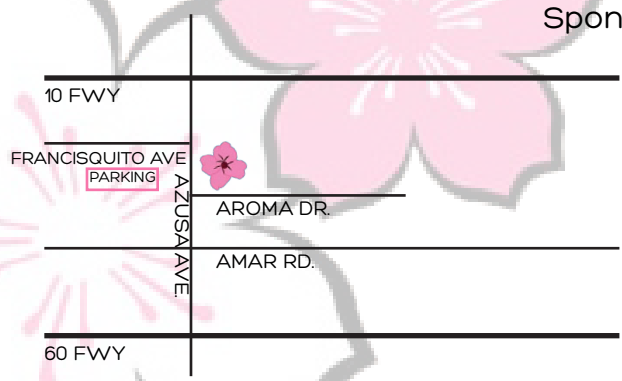 Spon
10 FWY
FRANCISQUITO AVE
PARKING
AZUSA AVE.
AROMA DR.
AMAR RD.
60 FWY